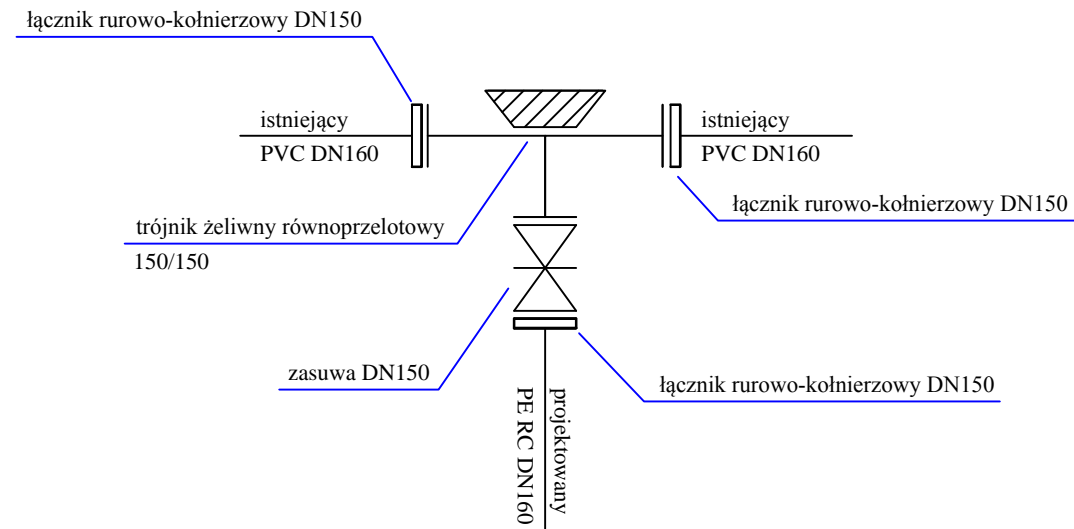 łącznik rurowo-kołnierzowy DN150
istniejący
PVC DN160
istniejący
PVC DN160
łącznik rurowo-kołnierzowy DN150
trójnik żeliwny równoprzelotowy
150/150
zasuwa DN150
łącznik rurowo-kołnierzowy DN150
projektowany
PE RC DN160